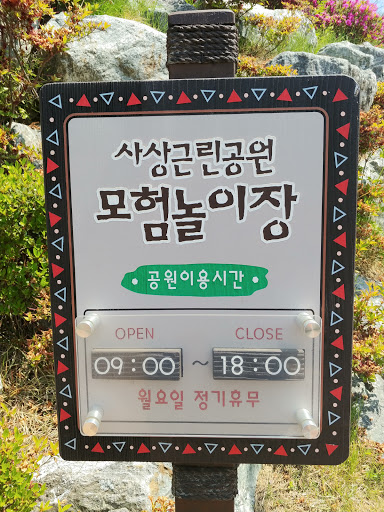 사상근린공원
모험놀이장
공원이용시간
OPEN CLOSE
09:00 ~ 18:00
월요일 정기휴무